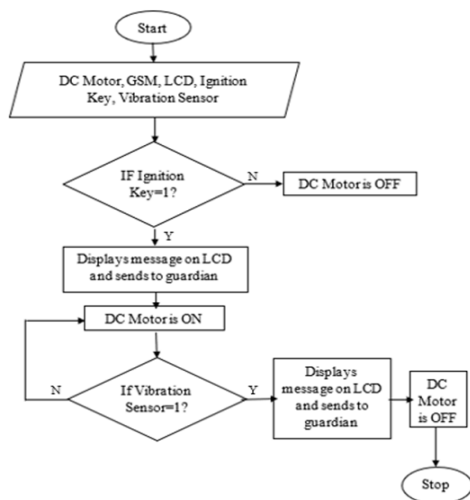 Start
DC Motor, GSM, LCD, Ignition
Key, Vibration Sensor
IF Ignition
Key=1?
N
DC Motor is OFF
Y
Displays message on LCD
and sends to guardian
DC Motor is ON
N
If Vibration
Sensor=1?
Y
Displays
message on LCD
and sends to
guardian
DC
Motor
is OFF
Stop